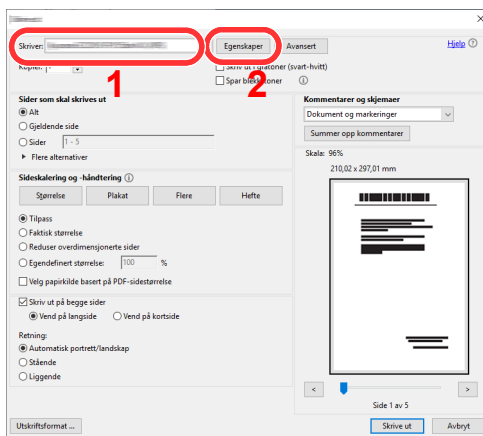 Skriver:
Egenskaper
Avansert
Hjelp
Kopier: 1
Skriv ut i gråtoner (svart-hvitt)
Spar blekk/toner
1
2
Sider som skal skrives ut
Alt
Gjeldende side
Sider 1 - 5
Flere alternativer
Sideskalering og -håndtering
Størrelse Plakat Flere Hefte
Tilpass
Faktisk størrelse
Reduser overdimensjonerte sider
Egendefinert størrelse: 100 %
Velg papirkilde basert på PDF-sidestørrelse
Skriv ut på begge sider
Vend på langside Vend på kortside
Retning:
Automatisk portrett/landskap
Stående
Liggende
Kommentarer og skjemaer
Dokument og markeringer
Summer opp kommentarer
Skala: 96%
210,02 x 297,01 mm
< >
Side 1 av 5
Utskriftsformat ...
Skrive ut
Avbryt